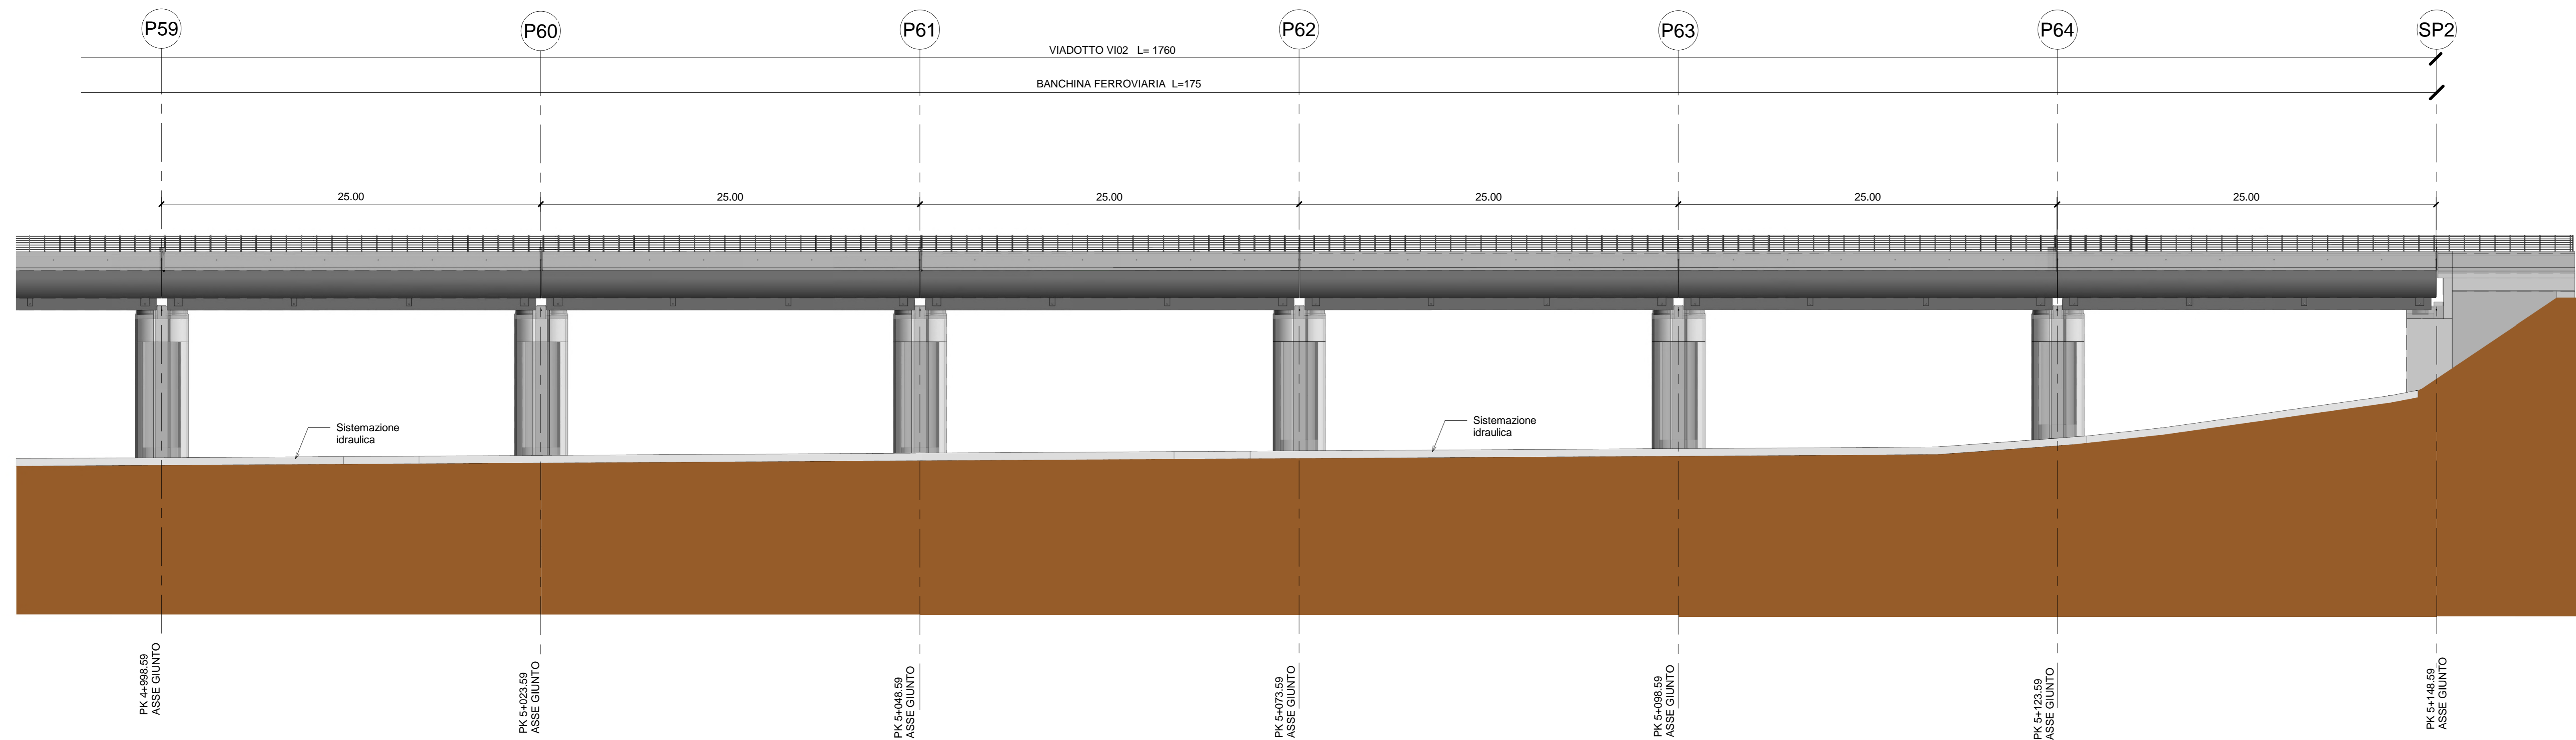 P59 P60 P61 P62 P63 P64 SP2
VIADOTTO VI02 L= 1760
BANCHINA FERROVIARIA L=175
25.00 25.00 25.00 25.00 25.00 25.00
Sistemazione
idraulica
Sistemazione
idraulica
PK 4+998.59
ASSE GIUNTO
PK 5+023.59
ASSE GIUNTO
PK 5+048.59
ASSE GIUNTO
PK 5+073.59
ASSE GIUNTO
PK 5+098.59
ASSE GIUNTO
PK 5+123.59
ASSE GIUNTO
PK 5+148.59
ASSE GIUNTO